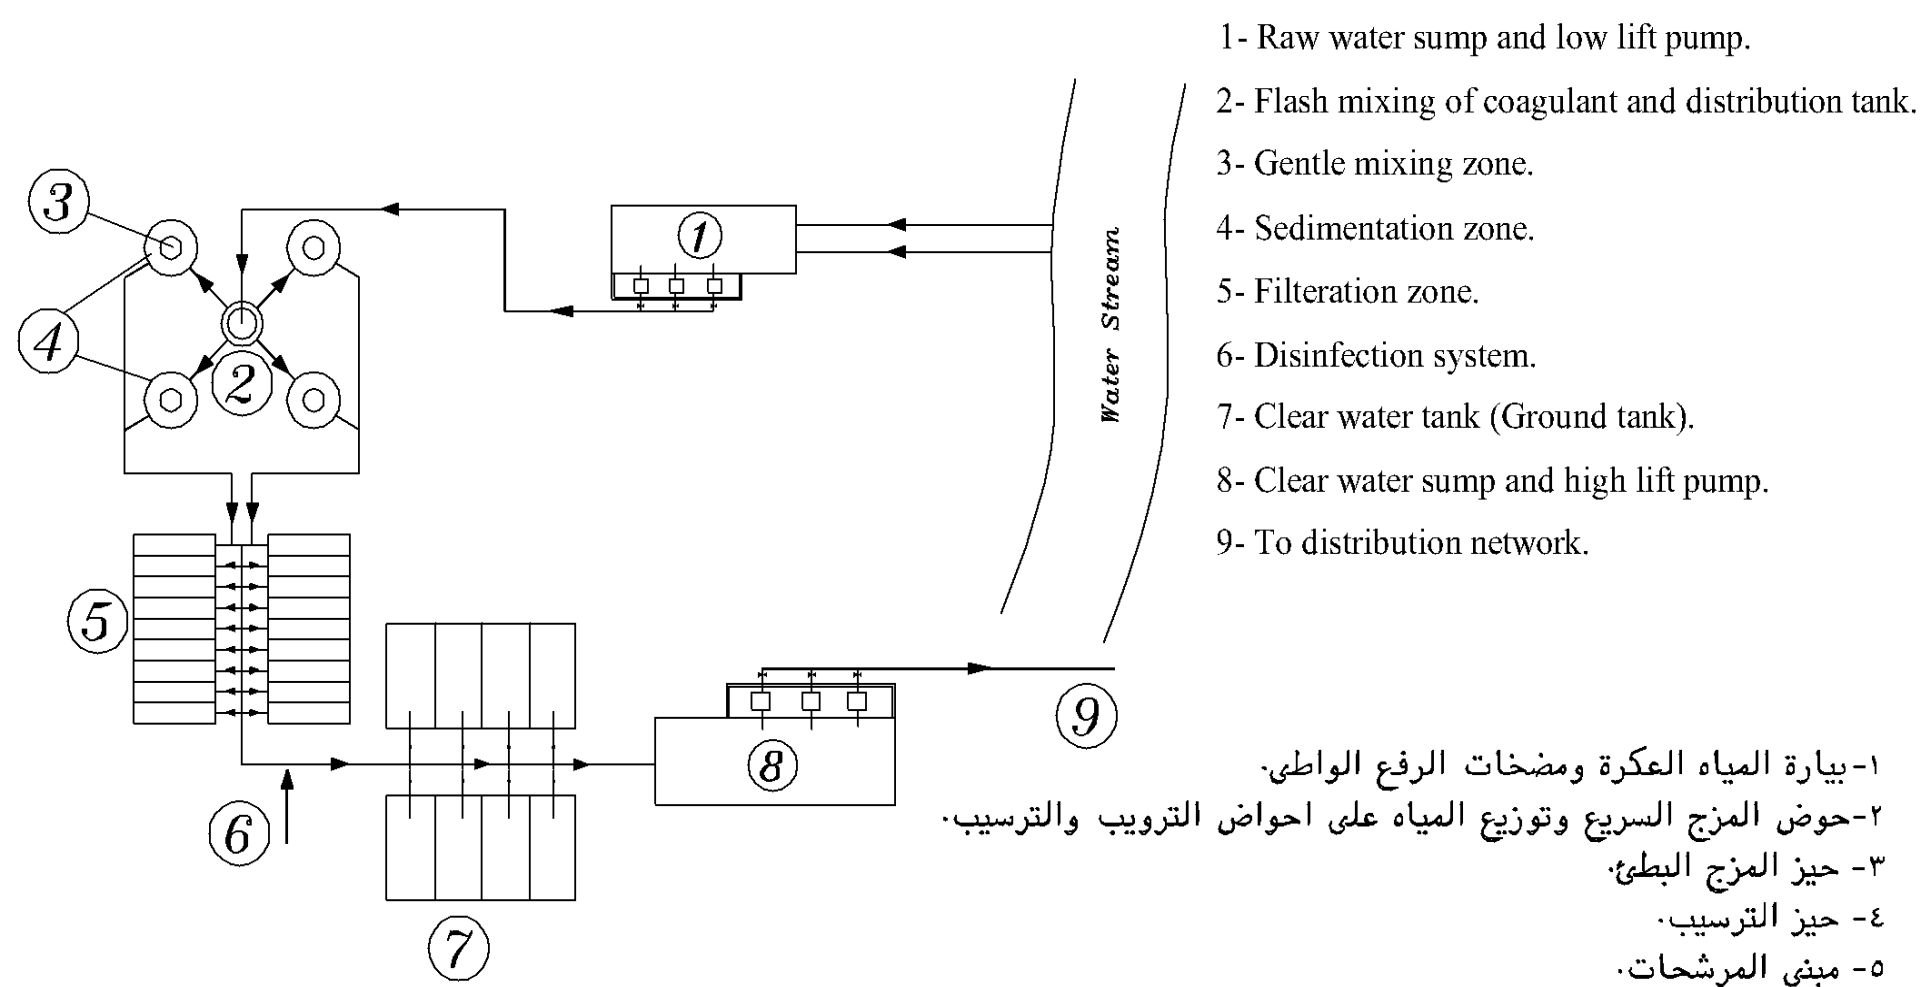 1- Raw water sump and low lift pump.
2- Flash mixing of coagulant and distribution tank.
3- Gentle mixing zone.
4- Sedimentation zone.
5- Filteration zone.
6- Disinfection system.
7- Clear water tank (Ground tank).
8- Clear water sump and high lift pump.
9- To distribution network.
3
1
4
2
Water Stream
5
6
7
8
9
١-بيارة المياه العكرة ومضخات الرفع الواطى.
٢-حوض المزج السريع وتوزيع المياه على احواض الترويب والترسيب.
٣- حيز المزج البطئ.
٤- حيز الترسيب.
٥- مبنى المرشحات.